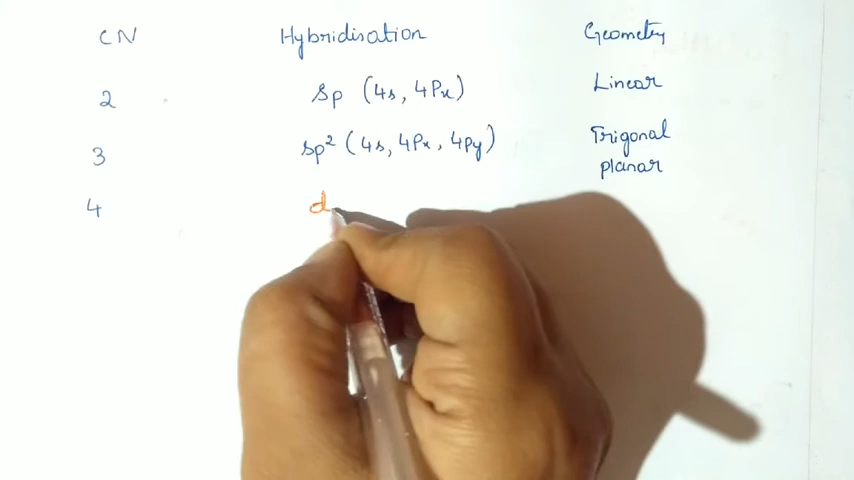 CN Hybridisation Geometry
2 sp (4s, 4Px) Linear
3 sp² (4s, 4Px, 4Py) Trigonal
planar
4 d